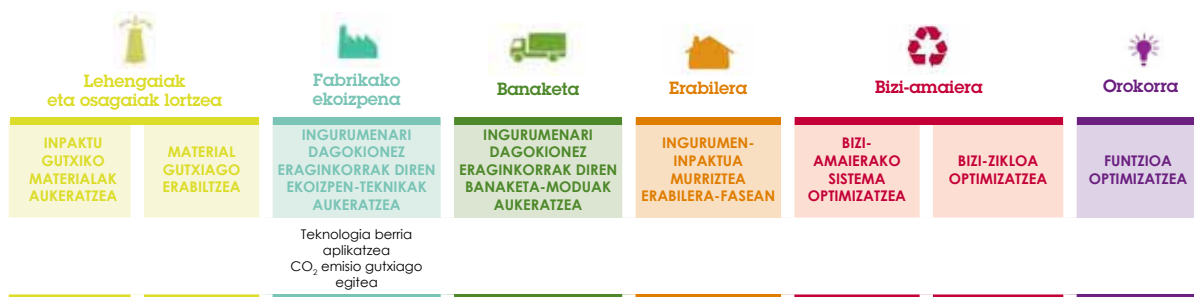 Lehengaiak
eta osagaiak lortzea
Fabrikako
ekoizpena
Banaketa
Erabilera
Bizi-amaiera
Orokorra
INPAKTU
GUTXIKO
MATERIALAK
AUKERATZEA
MATERIAL
GUTXIAGO
ERABILTZEA
INGURUMENARI
DAGOKIONEZ
ERAGINKORRAK DIREN
EKOIZPEN-TEKNIKAK
AUKERATZEA
INGURUMENARI
DAGOKIONEZ
ERAGINKORRAK DIREN
BANAKETA-MODUAK
AUKERATZEA
INGURUMEN-
INPAKTUA
MURRIZTEA
ERABILERA-FASEAN
BIZI-
AMAIERAKO
SISTEMA
OPTIMIZATZEA
BIZI-ZIKLOA
OPTIMIZATZEA
FUNTZIOA
OPTIMIZATZEA
Teknologia berria
aplikatzea
CO₂ emisio gutxiago
egitea